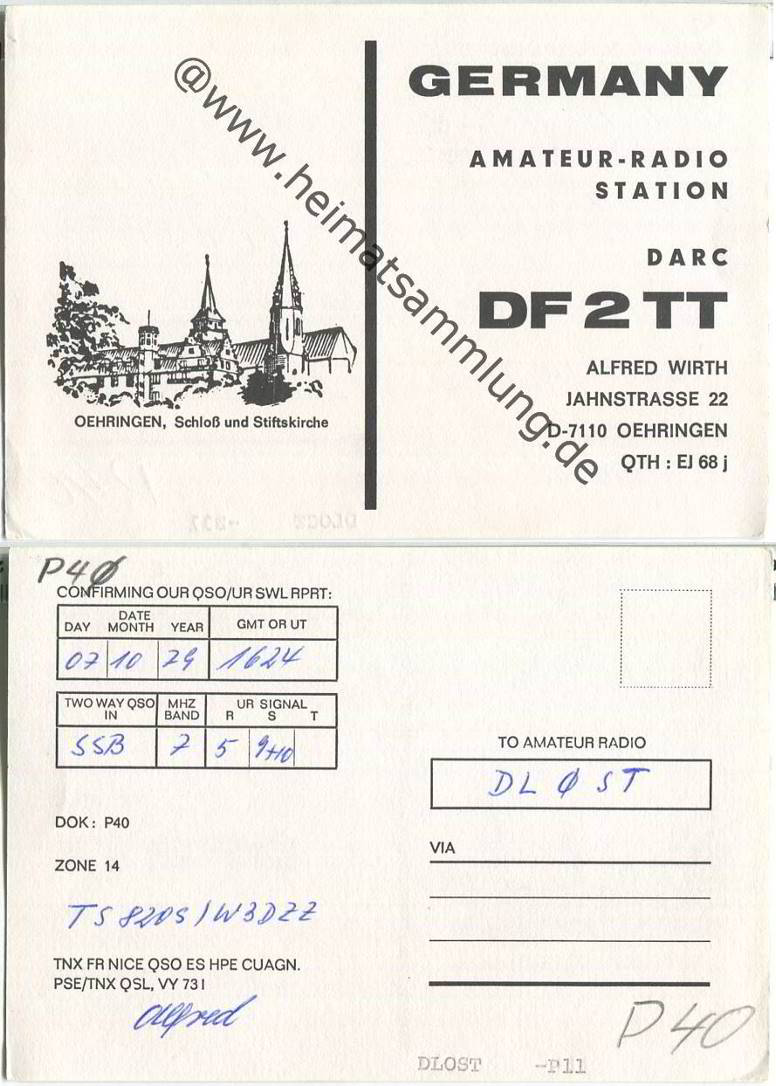 @www.heimatsammlung.de
GERMANY
AMATEUR-RADIO
STATION
DARC
DF2TT
ALFRED WIRTH
JAHNSTRASSE 22
D-7110 OEHRINGEN
QTH : EJ 68 j
OEHRINGEN, Schloß und Stiftskirche
P4Ø
CONFIRMING OUR QSO/UR SWL RPRT:
DATE
DAY MONTH YEAR GMT OR UT
07 10 79 1624
TWO WAY QSO IN MHZ BAND UR SIGNAL
R S T
SSB 7 5 9+10
DOK: P40
ZONE 14
TS 820S/W3DZZ
TNX FR NICE QSO ES HPE CUAGN.
PSE/TNX QSL, VY 73!
Alfred
TO AMATEUR RADIO
DL Ø ST
VIA
P40
DLOST -P11